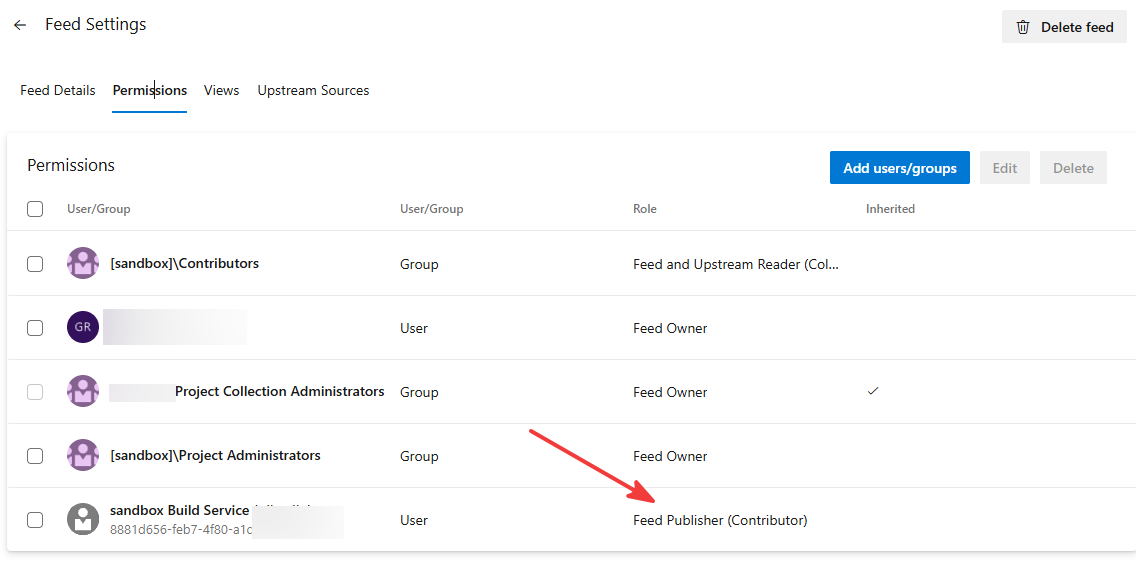 Feed Settings
Delete feed
Feed Details Permissions Views Upstream Sources
Permissions
Add users/groups Edit Delete
User/Group User/Group Role Inherited
[sandbox]\Contributors Group Feed and Upstream Reader (Col...
GR User Feed Owner
Project Collection Administrators Group Feed Owner
[sandbox]\Project Administrators Group Feed Owner
sandbox Build Service
8881d656-feb7-4f80-a1c User Feed Publisher (Contributor)